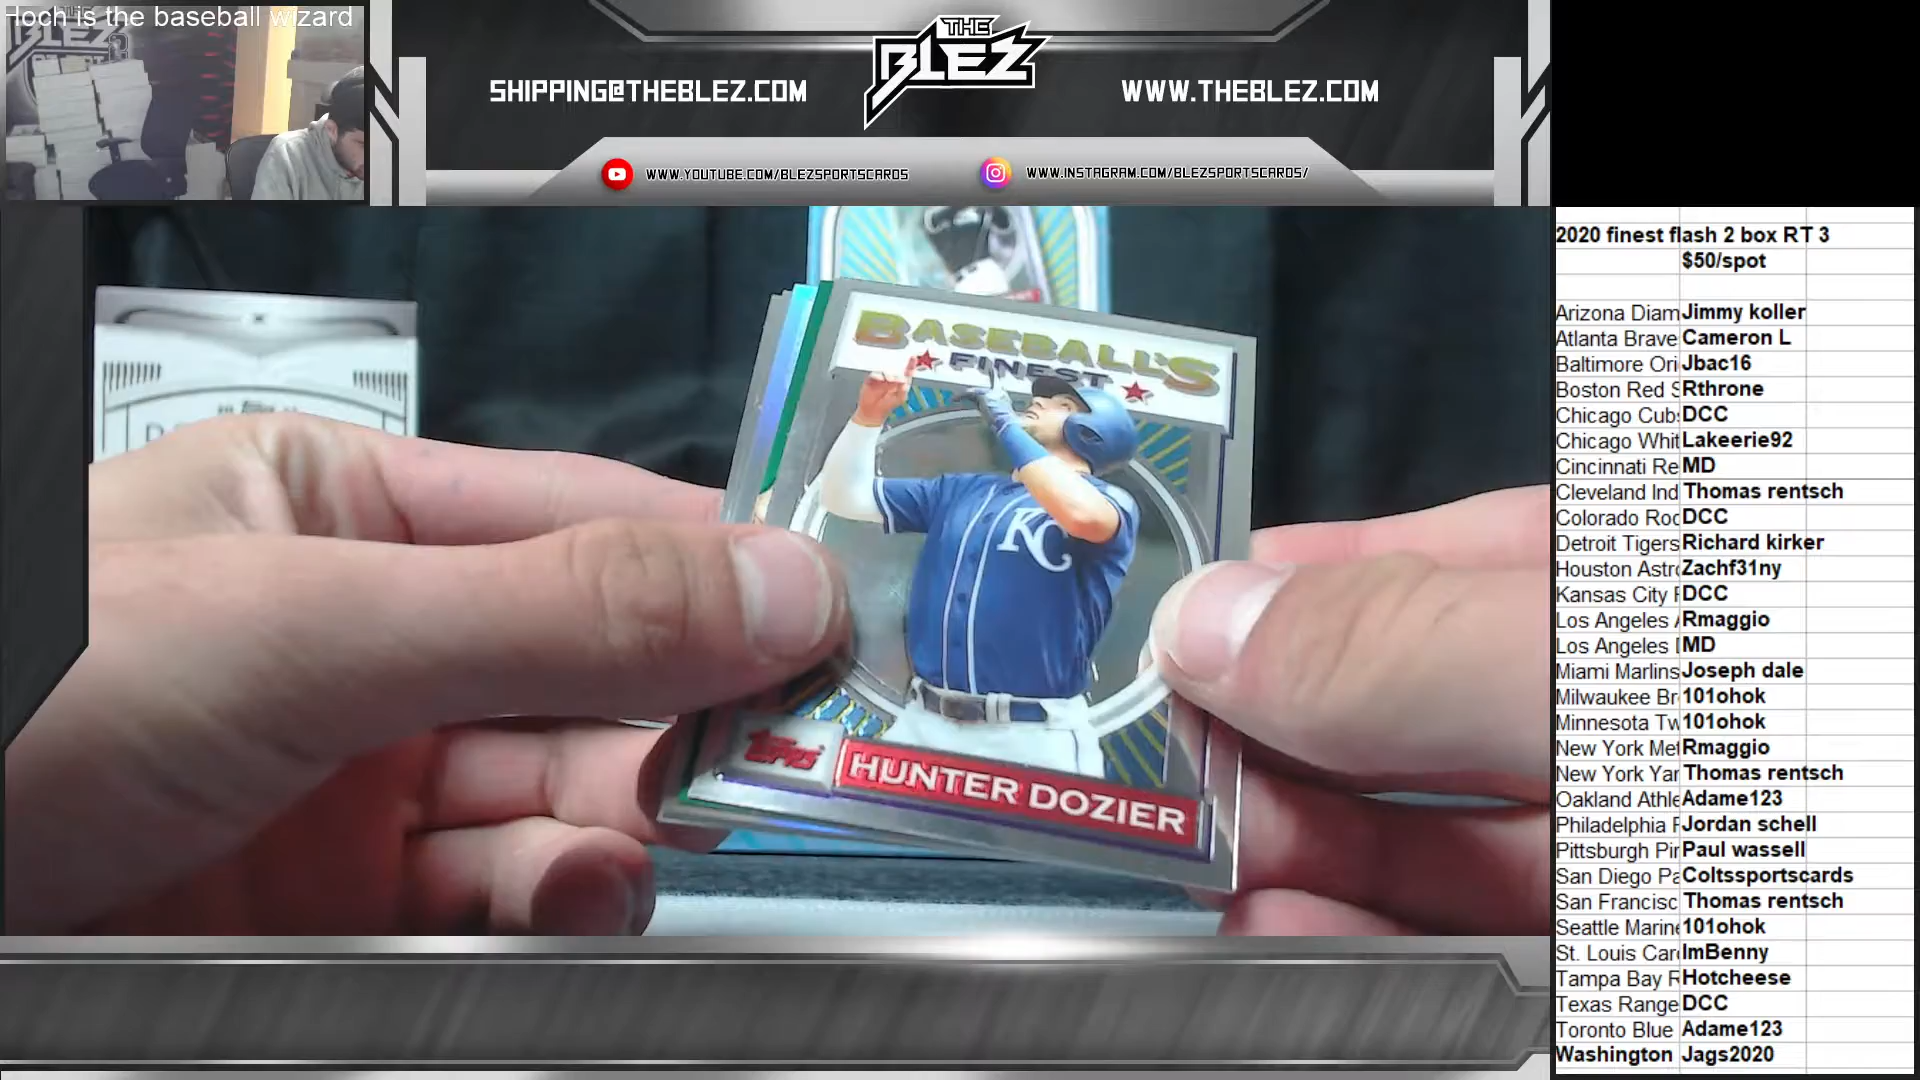 Hoch is the baseball wizard
THE
BLEZ
SHIPPING@THEBLEZ.COM
WWW.THEBLEZ.COM
WWW.YOUTUBE.COM/BLEZSPORTSCARDS
WWW.INSTAGRAM.COM/BLEZSPORTSCARDS/
BASEBALL'S
FINEST
KC
TOPPS
HUNTER DOZIER
2020 finest flash 2 box RT 3
$50/spot
Arizona Diam Jimmy koller
Atlanta Brave Cameron L
Baltimore Ori Jbac16
Boston Red S Rthrone
Chicago Cubs DCC
Chicago Whit Lakeerie92
Cincinnati Re MD
Cleveland Ind Thomas rentsch
Colorado Roc DCC
Detroit Tigers Richard kirker
Houston Astro Zachf31ny
Kansas City R DCC
Los Angeles A Rmaggio
Los Angeles D MD
Miami Marlins Joseph dale
Milwaukee Br 101ohok
Minnesota Tw 101ohok
New York Met Rmaggio
New York Yan Thomas rentsch
Oakland Athle Adame123
Philadelphia P Jordan schell
Pittsburgh Pir Paul wassell
San Diego Pa Coltssportscards
San Francisc Thomas rentsch
Seattle Marine 101ohok
St. Louis Card ImBenny
Tampa Bay R Hotcheese
Texas Range DCC
Toronto Blue Adame123
Washington Jags2020